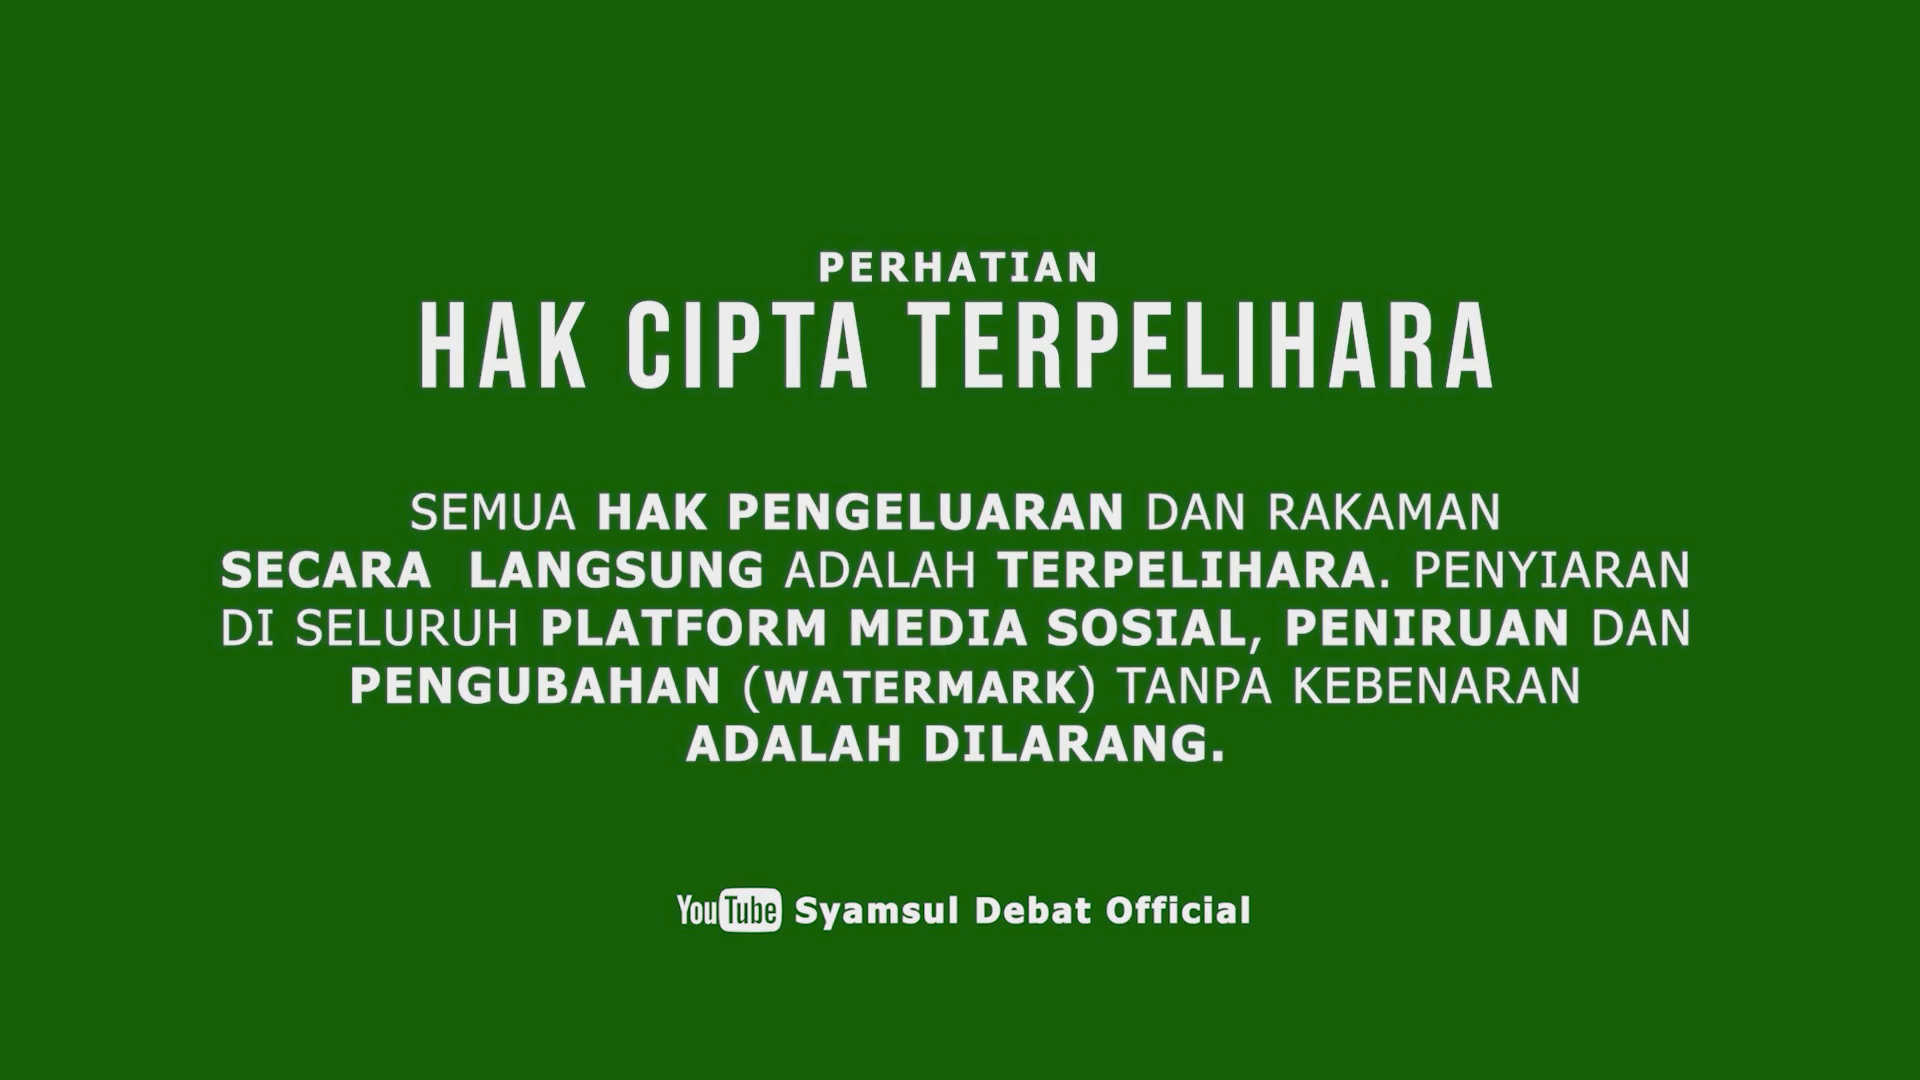 PERHATIAN
HAK CIPTA TERPELIHARA
SEMUA HAK PENGELUARAN DAN RAKAMAN
SECARA LANGSUNG ADALAH TERPELIHARA. PENYIARAN
DI SELURUH PLATFORM MEDIA SOSIAL, PENIRUAN DAN
PENGUBAHAN (WATERMARK) TANPA KEBENARAN
ADALAH DILARANG.
YouTube Syamsul Debat Official